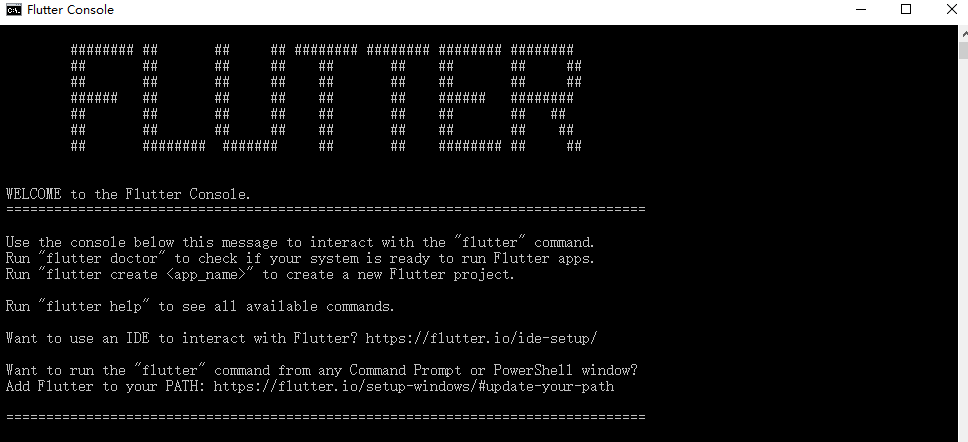 Flutter Console
FLUTTER
WELCOME to the Flutter Console.
================================================================================
Use the console below this message to interact with the "flutter" command.
Run "flutter doctor" to check if your system is ready to run Flutter apps.
Run "flutter create <app_name>" to create a new Flutter project.
Run "flutter help" to see all available commands.
Want to use an IDE to interact with Flutter? https://flutter.io/ide-setup/
Want to run the "flutter" command from any Command Prompt or PowerShell window?
Add Flutter to your PATH: https://flutter.io/setup-windows/#update-your-path
================================================================================